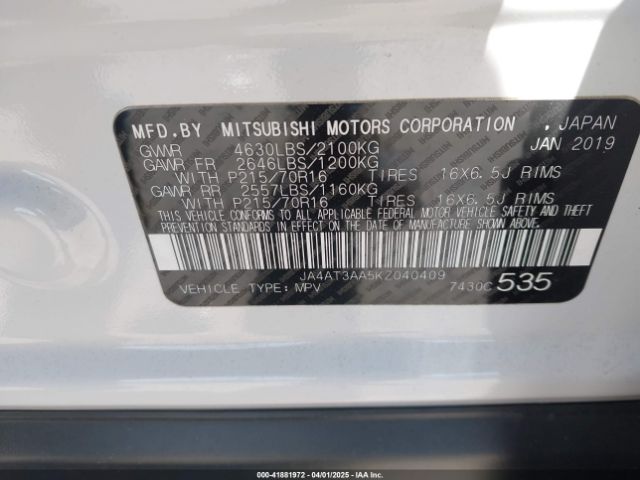 MFD.BY MITSUBISHI MOTORS CORPORATION , JAPAN
GWWR 4630LBS/2100KG JAN 2019
GAWR FR 2646LBS/1200KG
WITH P215/70R16 TIRES 16X6.5J RIMS
GAWR RR 2557LBS/1160KG
WITH P215/70R16 TIRES 16X6.5J RIMS
THIS VEHICLE CONFORMS TO ALL APPLICABLE FEDERAL MOTOR VEHICLE SAFETY AND THEFT
PREVENTION STANDARDS IN EFFECT ON THE DATE OF MANUFACTURE SHOWN ABOVE.
JA4AT3AA5KZ040409
VEHICLE TYPE: MPV 7430C 535
000-41881972 / 04/01/2025 / IAAI, Inc.